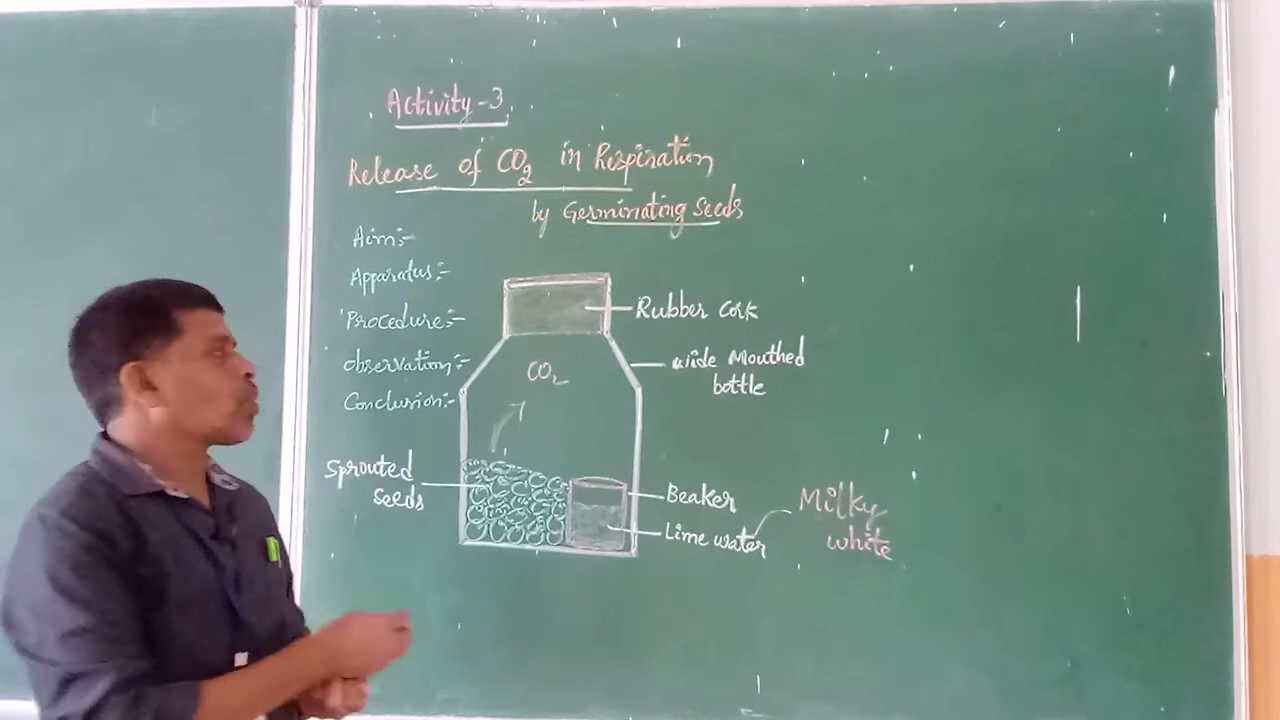 Activity-3
Release of CO2 in Respiration
by Germinating Seeds
Aim:-
Apparatus:-
Procedure:-
Observation:-
Conclusion:-
Rubber Cork
wide Mouthed
bottle
CO2
Sprouted
seeds
Beaker
Lime water
Milky
white